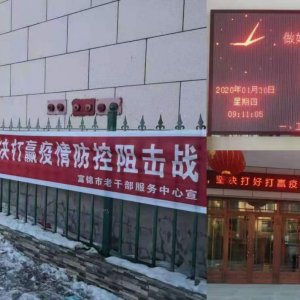 决打赢疫情防控阻击战
富锦市老干部服务中心宣
做好
2020年01月30日
星期四
09:11:05
坚决打好打赢疫